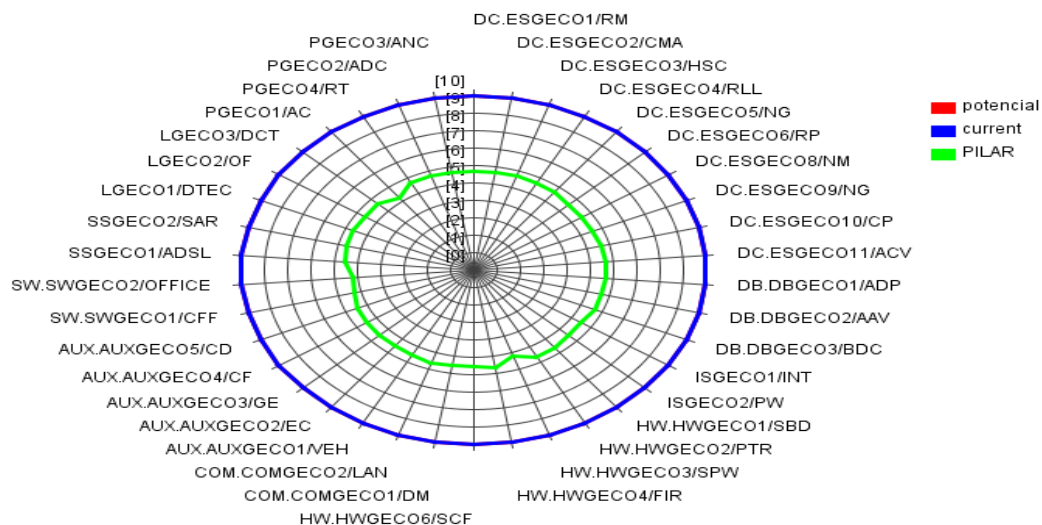 DC.ESGECO1/RM
PGECO3/ANC
DC.ESGECO2/CMA
PGECO2/ADC
DC.ESGECO3/HSC
PGECO4/RT
[10]
DC.ESGECO4/RLL
PGECO1/AC
[9]
DC.ESGECO5/NG
potencial
LGECO3/DCT
[8]
DC.ESGECO6/RP
current
LGECO2/OF
[7]
DC.ESGECO8/NM
PILAR
[6]
LGECO1/DTEC
[5]
DC.ESGECO9/NG
[4]
SSGECO2/SAR
[3]
DC.ESGECO10/CP
[2]
SSGECO1/ADSL
[1]
DC.ESGECO11/ACV
[0]
SW.SWGECO2/OFFICE
DB.DBGECO1/ADP
SW.SWGECO1/CFF
DB.DBGECO2/AAV
AUX.AUXGECO5/CD
DB.DBGECO3/BDC
AUX.AUXGECO4/CF
ISGECO1/INT
AUX.AUXGECO3/GE
ISGECO2/PW
AUX.AUXGECO2/EC
HW.HWGECO1/SBD
AUX.AUXGECO1/VEH
HW.HWGECO2/PTR
COM.COMGECO2/LAN
HW.HWGECO3/SPW
COM.COMGECO1/DM
HW.HWGECO4/FIR
HW.HWGECO6/SCF